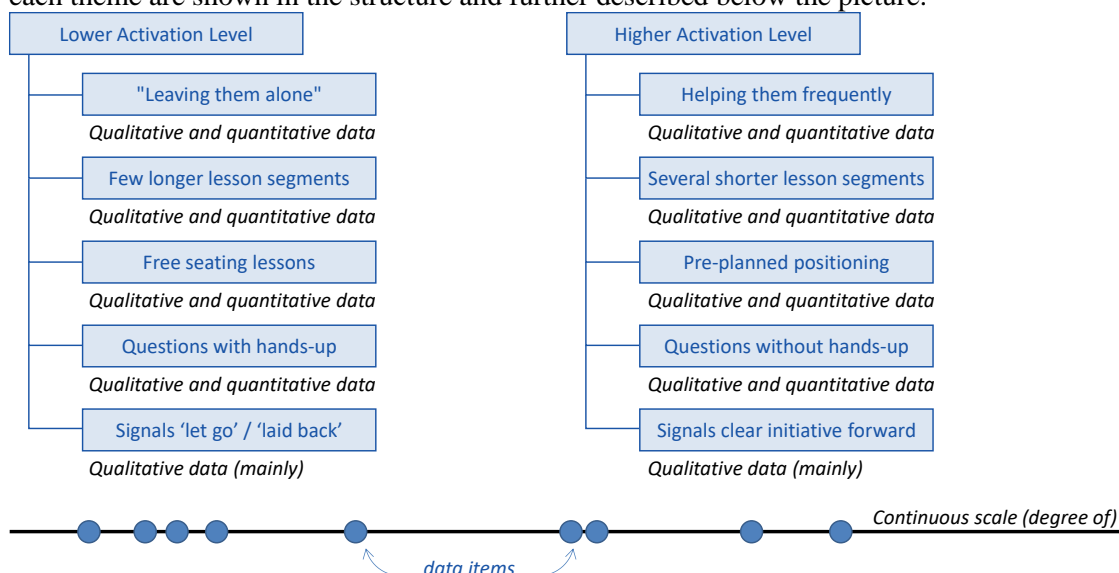 each theme are shown in the structure and further described below the picture.
Lower Activation Level
"Leaving them alone"
Qualitative and quantitative data
Few longer lesson segments
Qualitative and quantitative data
Free seating lessons
Qualitative and quantitative data
Questions with hands-up
Qualitative and quantitative data
Signals ‘let go’ / ‘laid back’
Qualitative data (mainly)
Higher Activation Level
Helping them frequently
Qualitative and quantitative data
Several shorter lesson segments
Qualitative and quantitative data
Pre-planned positioning
Qualitative and quantitative data
Questions without hands-up
Qualitative and quantitative data
Signals clear initiative forward
Qualitative data (mainly)
Continuous scale (degree of)
data items